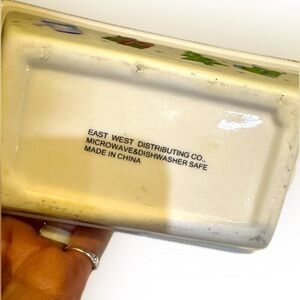 EAST WEST DISTRIBUTING CO.,
MICROWAVE&DISHWASHER SAFE
MADE IN CHINA